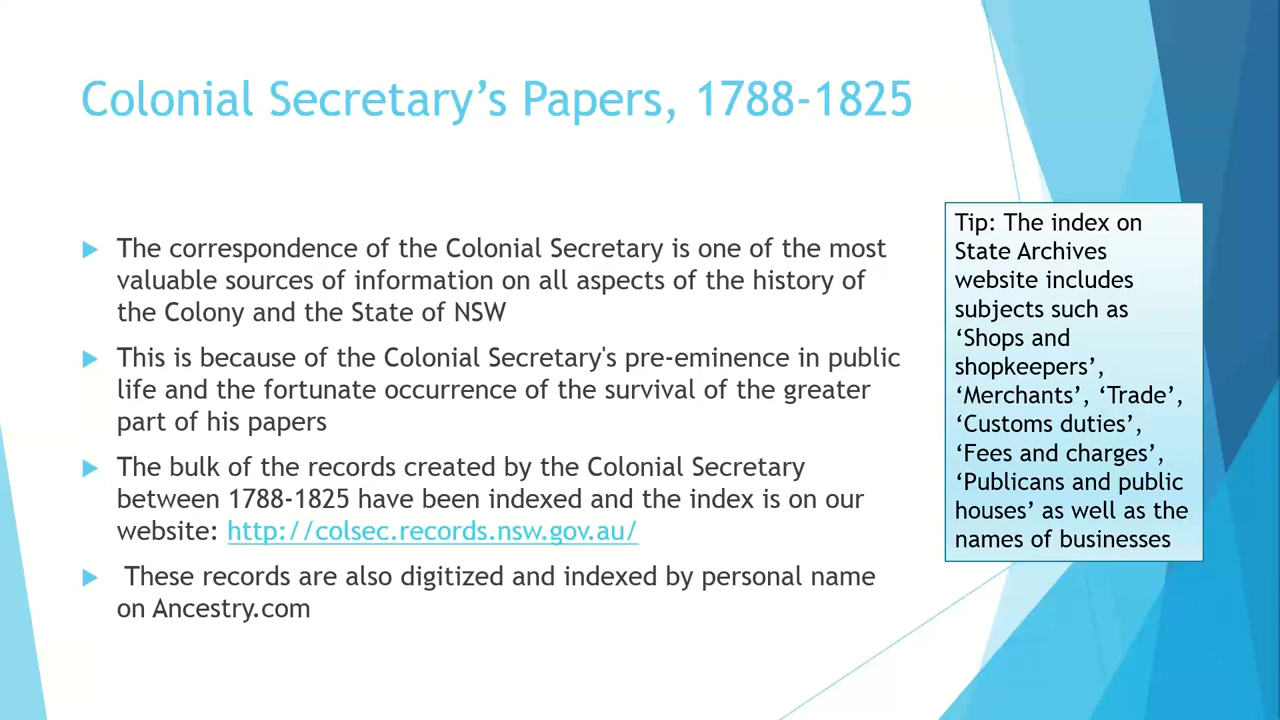 Colonial Secretary’s Papers, 1788-1825
The correspondence of the Colonial Secretary is one of the most
valuable sources of information on all aspects of the history of
the Colony and the State of NSW
This is because of the Colonial Secretary's pre-eminence in public
life and the fortunate occurrence of the survival of the greater
part of his papers
The bulk of the records created by the Colonial Secretary
between 1788-1825 have been indexed and the index is on our
website: http://colsec.records.nsw.gov.au/
These records are also digitized and indexed by personal name
on Ancestry.com
Tip: The index on
State Archives
website includes
subjects such as
‘Shops and
shopkeepers’,
‘Merchants’, ‘Trade’,
‘Customs duties’,
‘Fees and charges’,
‘Publicans and public
houses’ as well as the
names of businesses